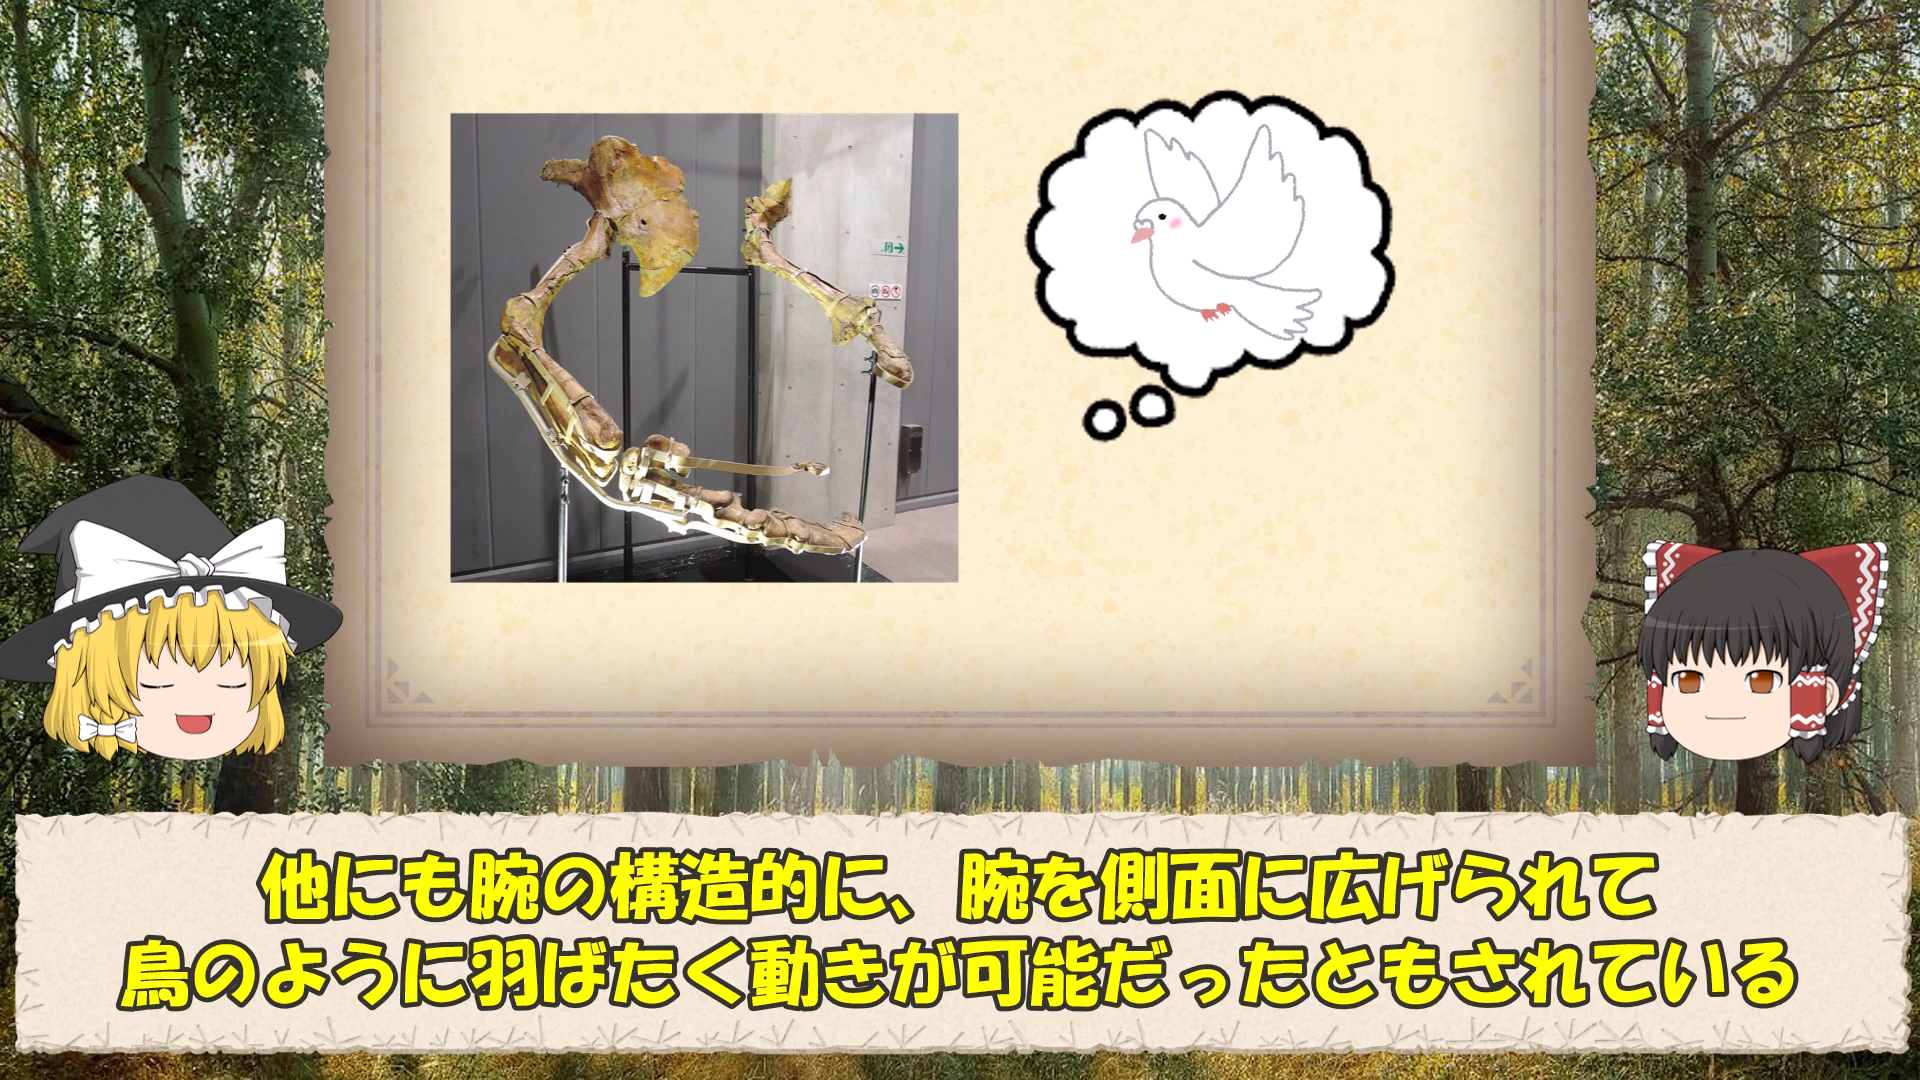 他にも腕の構造的に、腕を側面に広げられて
鳥のように羽ばたく動きが可能だったともされている